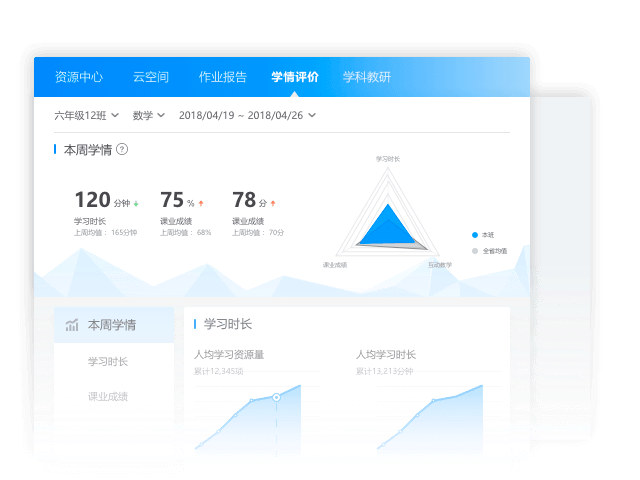 资源中心 云空间 作业报告 学情评价 学科教研
六年级12班 数学 2018/04/19 ~ 2018/04/26
本周学情 ?
学习时长
120 分钟 75 % 78 分
学习时长 课业成绩 课业成绩
上周均值： 165分钟 上周均值： 68% 上周均值： 70分
本班
全省均值
课业成绩 互动教学
本周学情
学习时长
课业成绩
学习时长
人均学习资源量 人均学习时长
累计12,345项 累计13,213分钟